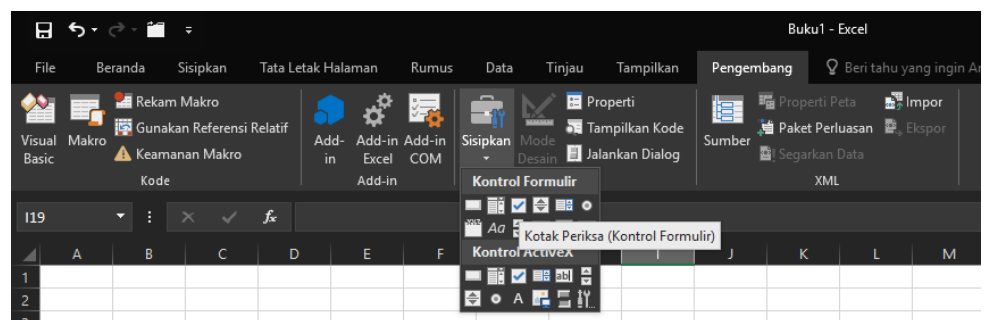 Buku1 - Excel
File Beranda Sisipkan Tata Letak Halaman Rumus Data Tinjau Tampilkan Pengembang Beri tahu yang ingin
Visual Basic
Makro
Rekam Makro
Gunakan Referensi Relatif
Keamanan Makro
Kode
Add-in
Add-in Excel
Add-in COM
Add-in
Sisipkan
Mode Desain
Properti
Tampilkan Kode
Jalankan Dialog
Sumber
Properti Peta
Paket Perluasan
Segarkan Data
Impor
Ekspor
XML
Kontrol Formulir
Aa
Kotak Periksa (Kontrol Formulir)
Kontrol ActiveX
abl
A
I19 fx
A B C D E F I J K L M
1
2